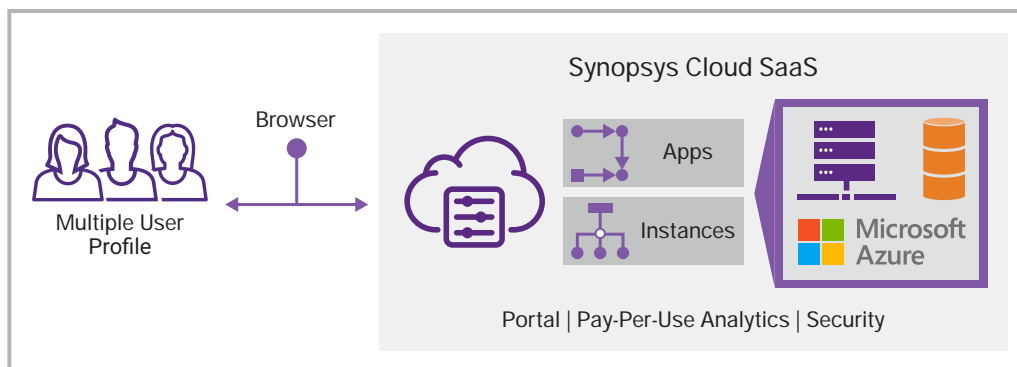 Synopsys Cloud SaaS
Browser
Multiple User
Profile
Apps
Instances
Microsoft
Azure
Portal | Pay-Per-Use Analytics | Security